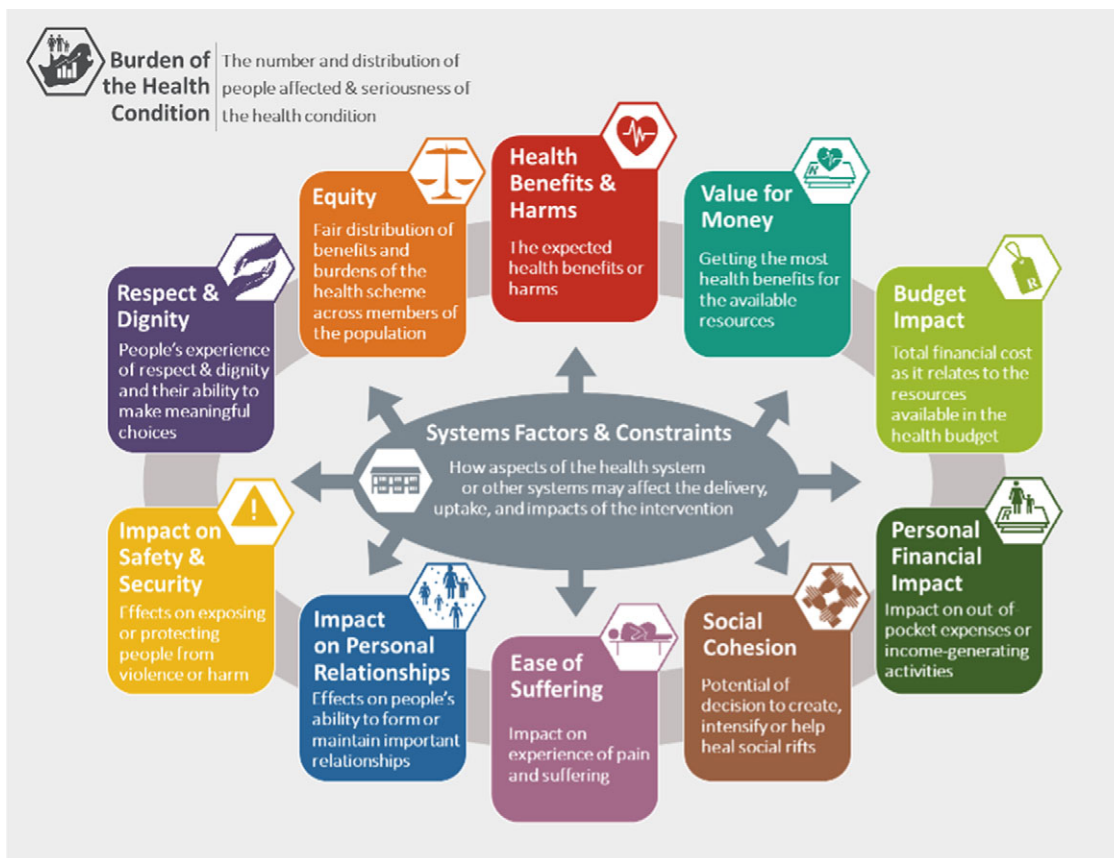 Burden of
the Health
Condition
The number and distribution of
people affected & seriousness of
the health condition
Health
Benefits &
Harms
The expected
health benefits or
harms
Value for
Money
Getting the most
health benefits for
the available
resources
R
Budget
Impact
Total financial cost
as it relates to the
resources
available in the
health budget
R
Personal
Financial
Impact
Impact on out-of-
pocket expenses or
income-generating
activities
R
Social
Cohesion
Potential of
decision to create,
intensify or help
heal social rifts
Ease of
Suffering
Impact on
experience of pain
and suffering
Impact
on Personal
Relationships
Effects on people's
ability to form or
maintain important
relationships
Impact on
Safety &
Security
Effects on exposing
or protecting
people from
violence or harm
!
Respect &
Dignity
People's experience
of respect & dignity
and their ability to
make meaningful
choices
Equity
Fair distribution of
benefits and
burdens of the
health scheme
across members of
the population
Systems Factors & Constraints
How aspects of the health system
or other systems may affect the delivery,
uptake, and impacts of the intervention